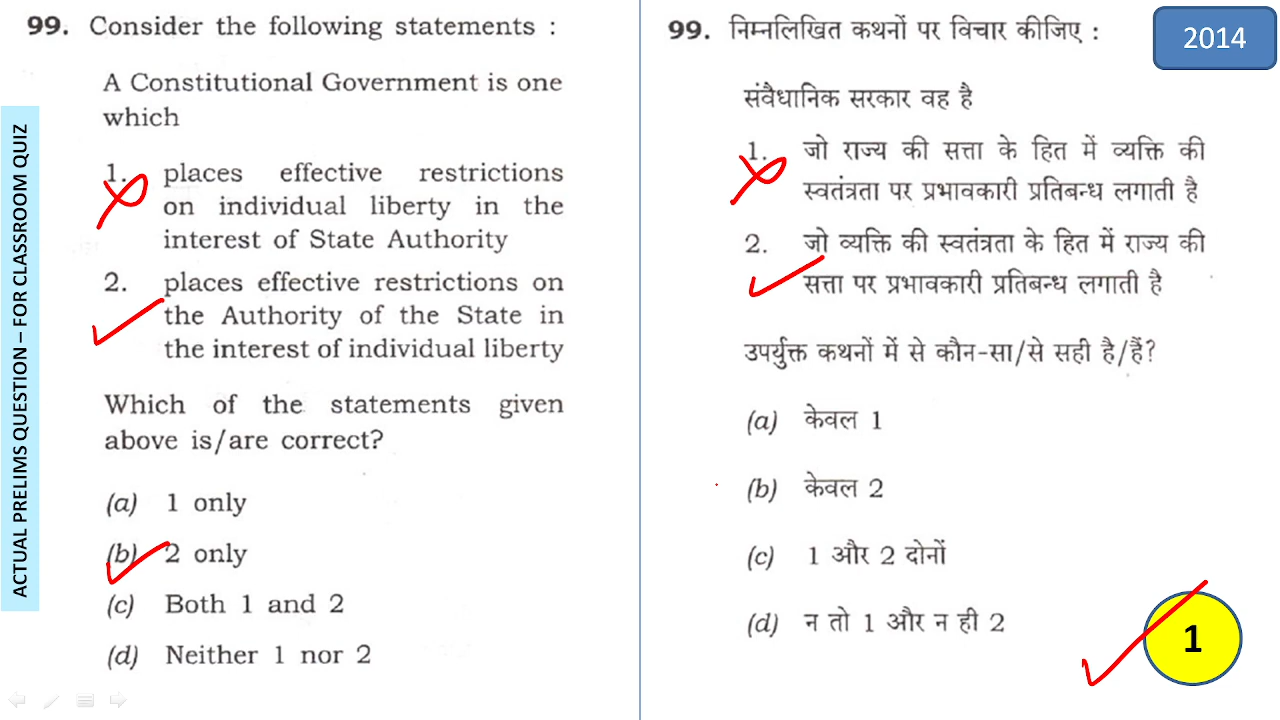 ACTUAL PRELIMS QUESTION – FOR CLASSROOM QUIZ
99. Consider the following statements :
A Constitutional Government is one
which
1. places effective restrictions
on individual liberty in the
interest of State Authority
2. places effective restrictions on
the Authority of the State in
the interest of individual liberty
Which of the statements given
above is/are correct?
(a) 1 only
(b) 2 only
(c) Both 1 and 2
(d) Neither 1 nor 2
99. निम्नलिखित कथनों पर विचार कीजिए :
संवैधानिक सरकार वह है
1. जो राज्य की सत्ता के हित में व्यक्ति की
स्वतंत्रता पर प्रभावकारी प्रतिबन्ध लगाती है
2. जो व्यक्ति की स्वतंत्रता के हित में राज्य की
सत्ता पर प्रभावकारी प्रतिबन्ध लगाती है
उपर्युक्त कथनों में से कौन-सा/से सही है/हैं?
(a) केवल 1
(b) केवल 2
(c) 1 और 2 दोनों
(d) न तो 1 और न ही 2
2014
1